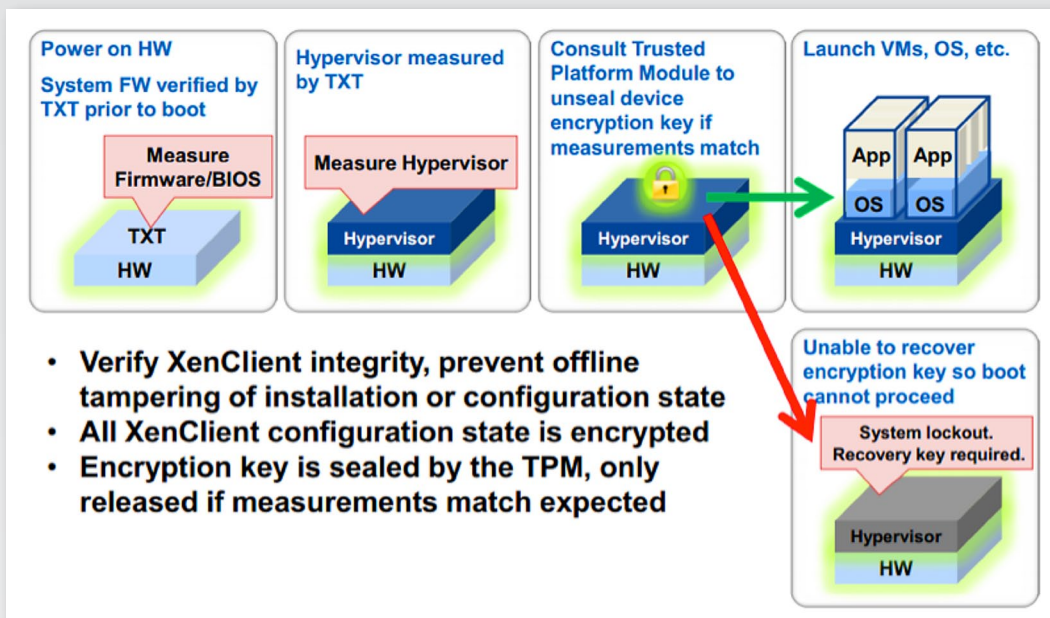 Power on HW
System FW verified by
TXT prior to boot
Measure
Firmware/BIOS
TXT
HW
Hypervisor measured
by TXT
Measure Hypervisor
Hypervisor
HW
Consult Trusted
Platform Module to
unseal device
encryption key if
measurements match
Hypervisor
HW
Launch VMs, OS, etc.
App App
OS OS
Hypervisor
HW
• Verify XenClient integrity, prevent offline
tampering of installation or configuration state
• All XenClient configuration state is encrypted
• Encryption key is sealed by the TPM, only
released if measurements match expected
Unable to recover
encryption key so boot
cannot proceed
System lockout.
Recovery key required.
Hypervisor
HW